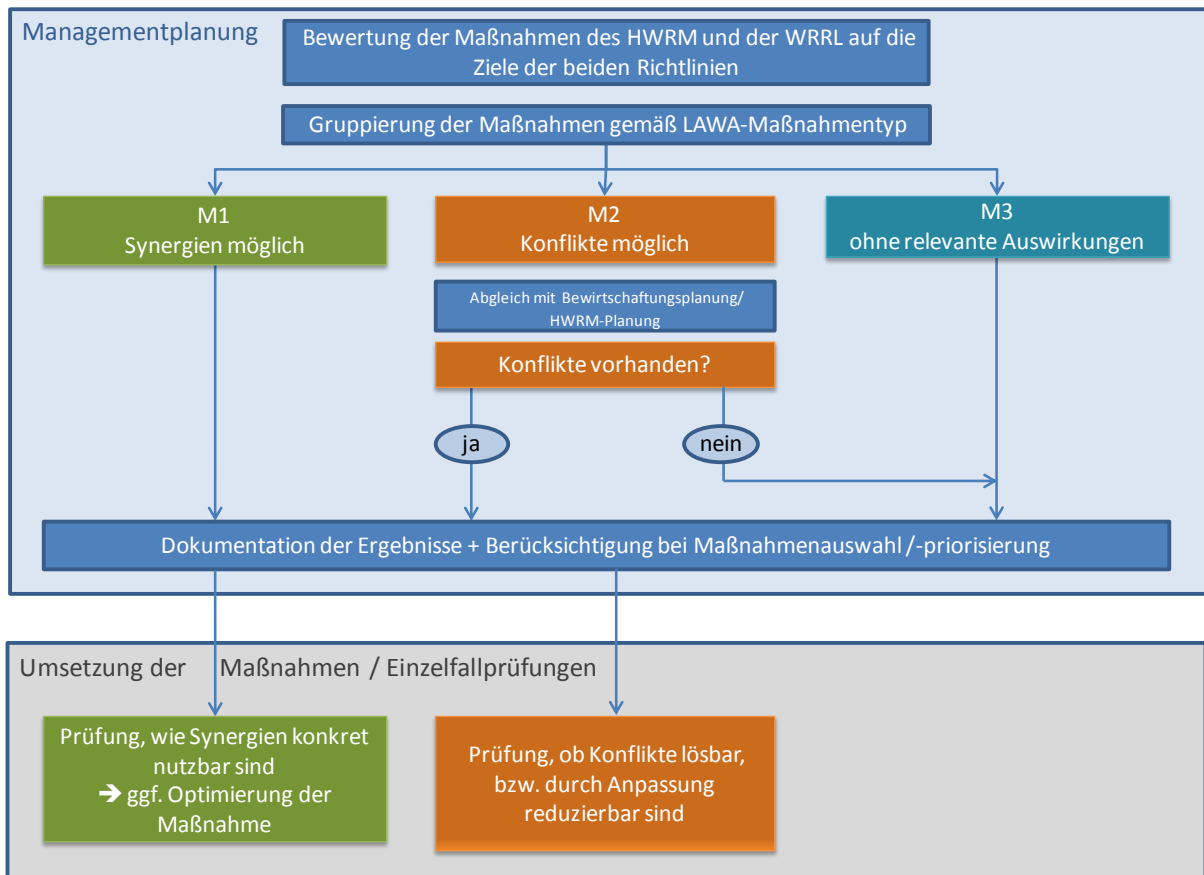 Managementplanung
Bewertung der Maßnahmen des HWRM und der WRRL auf die
Ziele der beiden Richtlinien
Gruppierung der Maßnahmen gemäß LAWA-Maßnahmentyp
M1
Synergien möglich
M2
Konflikte möglich
M3
ohne relevante Auswirkungen
Abgleich mit Bewirtschaftungsplanung/
HWRM-Planung
Konflikte vorhanden?
ja
nein
Dokumentation der Ergebnisse + Berücksichtigung bei Maßnahmenauswahl /-priorisierung
Umsetzung der Maßnahmen / Einzelfallprüfungen
Prüfung, wie Synergien konkret
nutzbar sind
➔ ggf. Optimierung der
Maßnahme
Prüfung, ob Konflikte lösbar,
bzw. durch Anpassung
reduzierbar sind